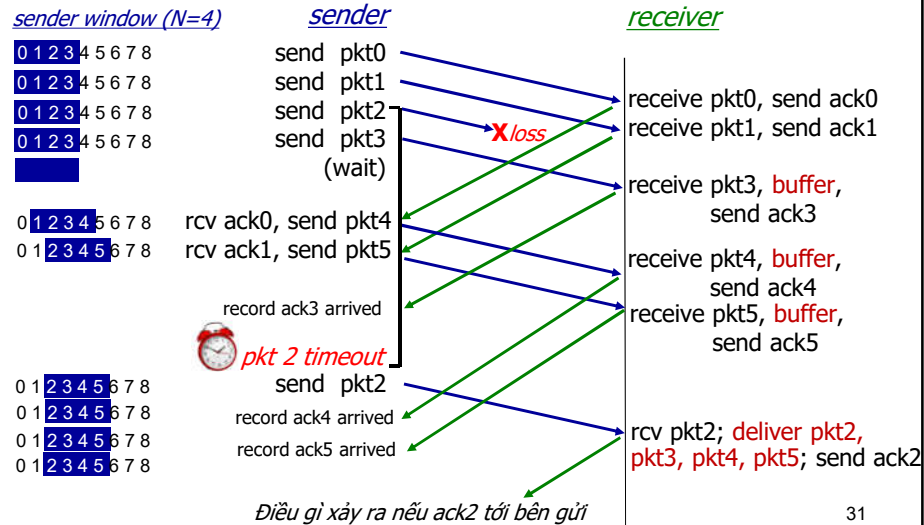 sender window (N=4) sender receiver
0 1 2 3 4 5 6 7 8 send pkt0
0 1 2 3 4 5 6 7 8 send pkt1
receive pkt0, send ack0
0 1 2 3 4 5 6 7 8 send pkt2
X loss
receive pkt1, send ack1
0 1 2 3 4 5 6 7 8 send pkt3
(wait)
receive pkt3, buffer,
send ack3
0 1 2 3 4 5 6 7 8 rcv ack0, send pkt4
0 1 2 3 4 5 6 7 8 rcv ack1, send pkt5
receive pkt4, buffer,
send ack4
record ack3 arrived
receive pkt5, buffer,
send ack5
pkt 2 timeout
0 1 2 3 4 5 6 7 8 send pkt2
0 1 2 3 4 5 6 7 8 record ack4 arrived
0 1 2 3 4 5 6 7 8 record ack5 arrived
0 1 2 3 4 5 6 7 8
rcv pkt2; deliver pkt2,
pkt3, pkt4, pkt5; send ack2
Điều gì xảy ra nếu ack2 tới bên gửi
31